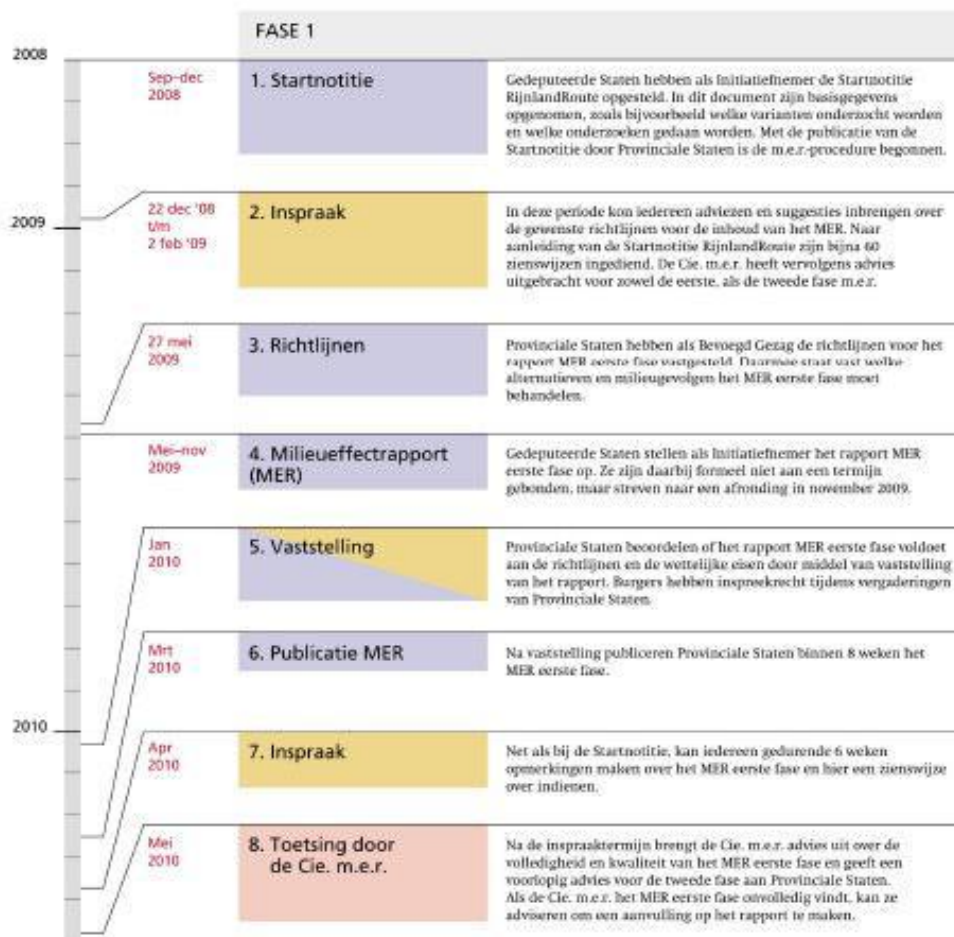 FASE 1
2008
Sep–dec
2008
1. Startnotitie
Gedeputeerde Staten hebben als Initiatiefnemer de Startnotitie
RijnlandRoute opgesteld. In dit document zijn basisgegevens
opgenomen, zoals bijvoorbeeld welke varianten onderzocht worden
en welke onderzoeken gedaan worden. Met de publicatie van de
Startnotitie door Provinciale Staten is de m.e.r.-procedure begonnen.
2009
22 dec '08
t/m
2 feb '09
2. Inspraak
In deze periode kon iedereen adviezen en suggesties inbrengen over
de gewenste richtlijnen voor de inhoud van het MER. Naar
aanleiding van de Startnotitie RijnlandRoute zijn bijna 60
zienswijzen ingediend. De Cie. m.e.r. heeft vervolgens advies
uitgebracht voor zowel de eerste, als de tweede fase m.e.r.
27 mei
2009
3. Richtlijnen
Provinciale Staten hebben als Bevoegd Gezag de richtlijnen voor het
rapport MER eerste fase vastgesteld. Daarmee staat vast welke
alternatieven en milieugevolgen het MER eerste fase moet
behandelen.
Mei–nov
2009
4. Milieueffectrapport
(MER)
Gedeputeerde Staten stellen als Initiatiefnemer het rapport MER
eerste fase op. Ze zijn daarbij formeel niet aan een termijn
gebonden, maar streven naar een afronding in november 2009.
Jan
2010
5. Vaststelling
Provinciale Staten beoordelen of het rapport MER eerste fase voldoet
aan de richtlijnen en de wettelijke eisen door middel van vaststelling
van het rapport. Burgers hebben inspreekrecht tijdens vergaderingen
van Provinciale Staten.
Mrt
2010
6. Publicatie MER
Na vaststelling publiceren Provinciale Staten binnen 8 weken het
MER eerste fase.
2010
Apr
2010
7. Inspraak
Net als bij de Startnotitie, kan iedereen gedurende 6 weken
opmerkingen maken over het MER eerste fase en hier een zienswijze
over indienen.
Mei
2010
8. Toetsing door
de Cie. m.e.r.
Na de inspraaktermijn brengt de Cie. m.e.r. advies uit over de
volledigheid en kwaliteit van het MER eerste fase en geeft een
voorlopig advies voor de tweede fase aan Provinciale Staten.
Als de Cie. m.e.r. het MER eerste fase onvolledig vindt, kan ze
adviseren om een aanvulling op het rapport te maken.